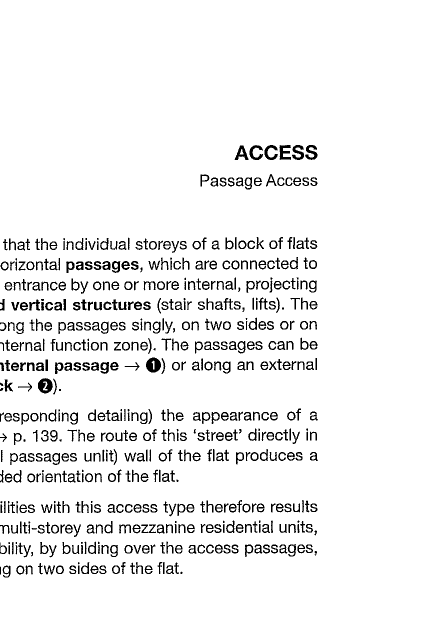 ACCESS
Passage Access
that the individual storeys of a block of flats
orizontal passages, which are connected to
entrance by one or more internal, projecting
d vertical structures (stair shafts, lifts). The
ong the passages singly, on two sides or on
nternal function zone). The passages can be
nternal passage → ❶) or along an external
ck → ❷).
responding detailing) the appearance of a
→ p. 139. The route of this ‘street’ directly in
l passages unlit) wall of the flat produces a
ded orientation of the flat.
ilities with this access type therefore results
multi-storey and mezzanine residential units,
bility, by building over the access passages,
ng on two sides of the flat.